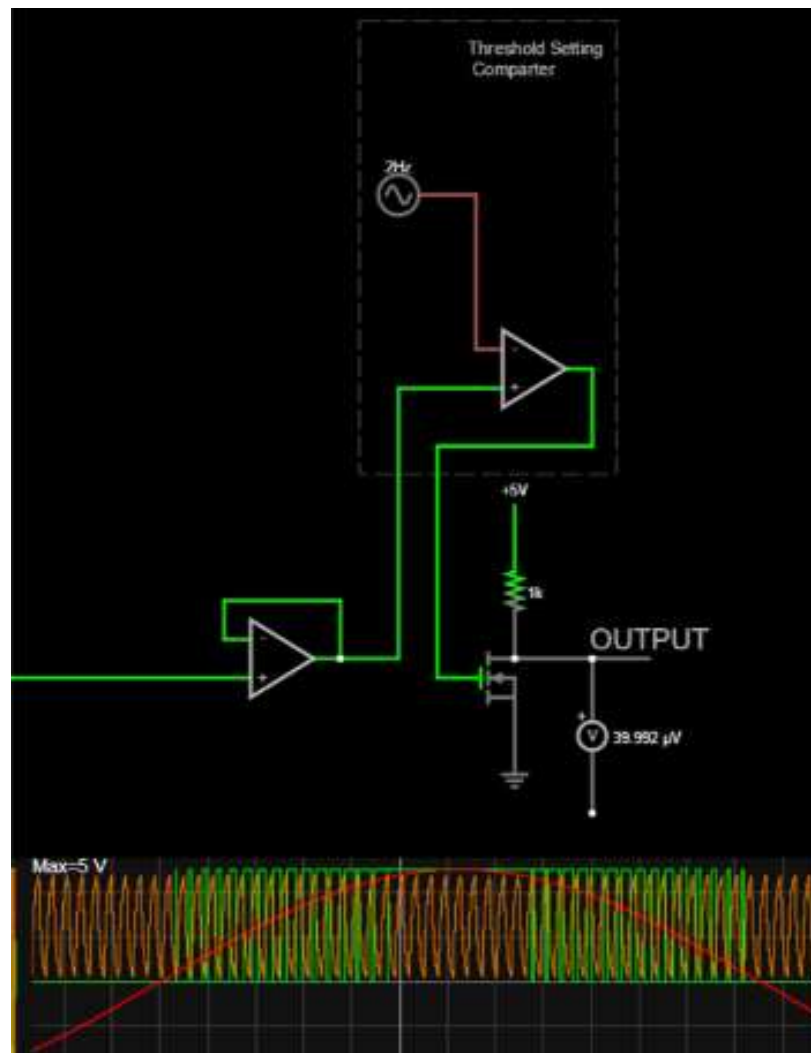 Threshold Setting
Comparter
2Hz
-
+
+5V
1k
OUTPUT
-
+
+
V
39.992 µV
Max=5 V